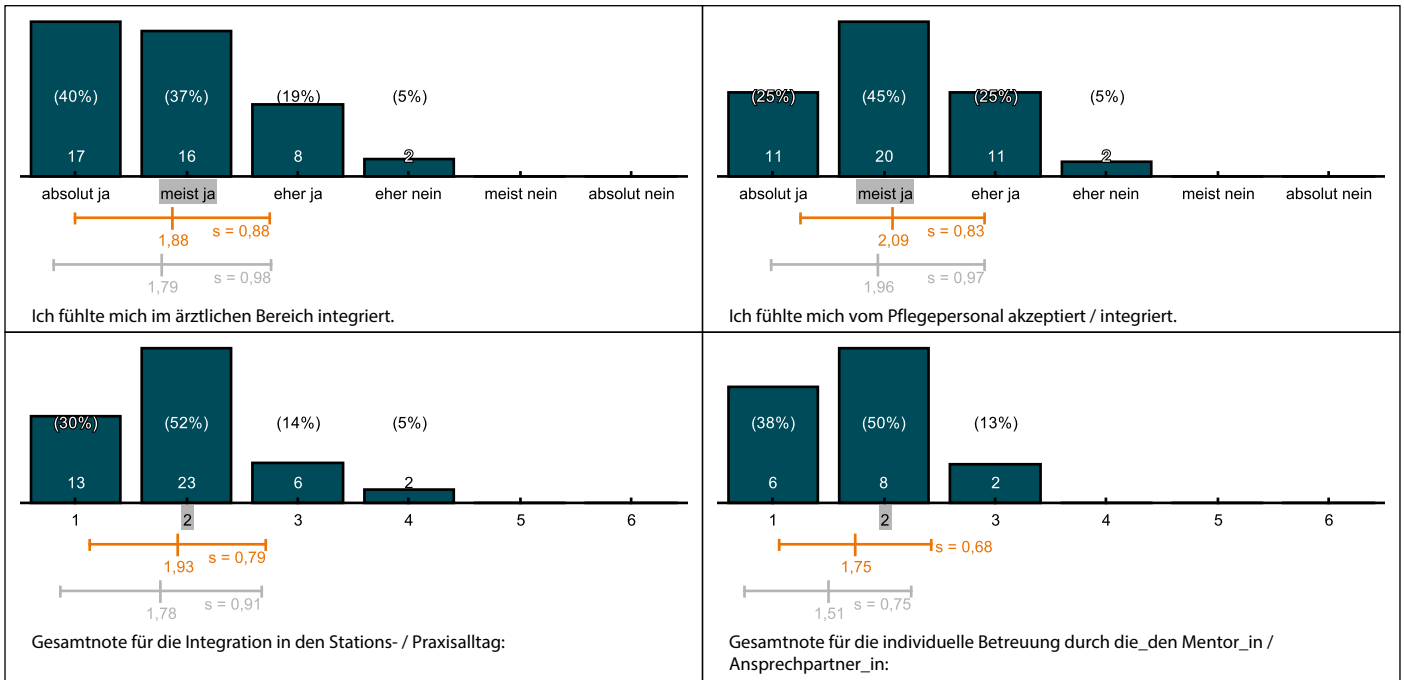 (40%) (37%) (19%) (5%)
17 16 8 2
absolut ja meist ja eher ja eher nein meist nein absolut nein
s = 0,88
1,88
s = 0,98
1,79
Ich fühlte mich im ärztlichen Bereich integriert.
(25%) (45%) (25%) (5%)
11 20 11 2
absolut ja meist ja eher ja eher nein meist nein absolut nein
s = 0,83
2,09
s = 0,97
1,96
Ich fühlte mich vom Pflegepersonal akzeptiert / integriert.
(30%) (52%) (14%) (5%)
13 23 6 2
1 2 3 4 5 6
s = 0,79
1,93
s = 0,91
1,78
Gesamtnote für die Integration in den Stations- / Praxisalltag:
(38%) (50%) (13%)
6 8 2
1 2 3 4 5 6
s = 0,68
1,75
s = 0,75
1,51
Gesamtnote für die individuelle Betreuung durch die_den Mentor_in /
Ansprechpartner_in: